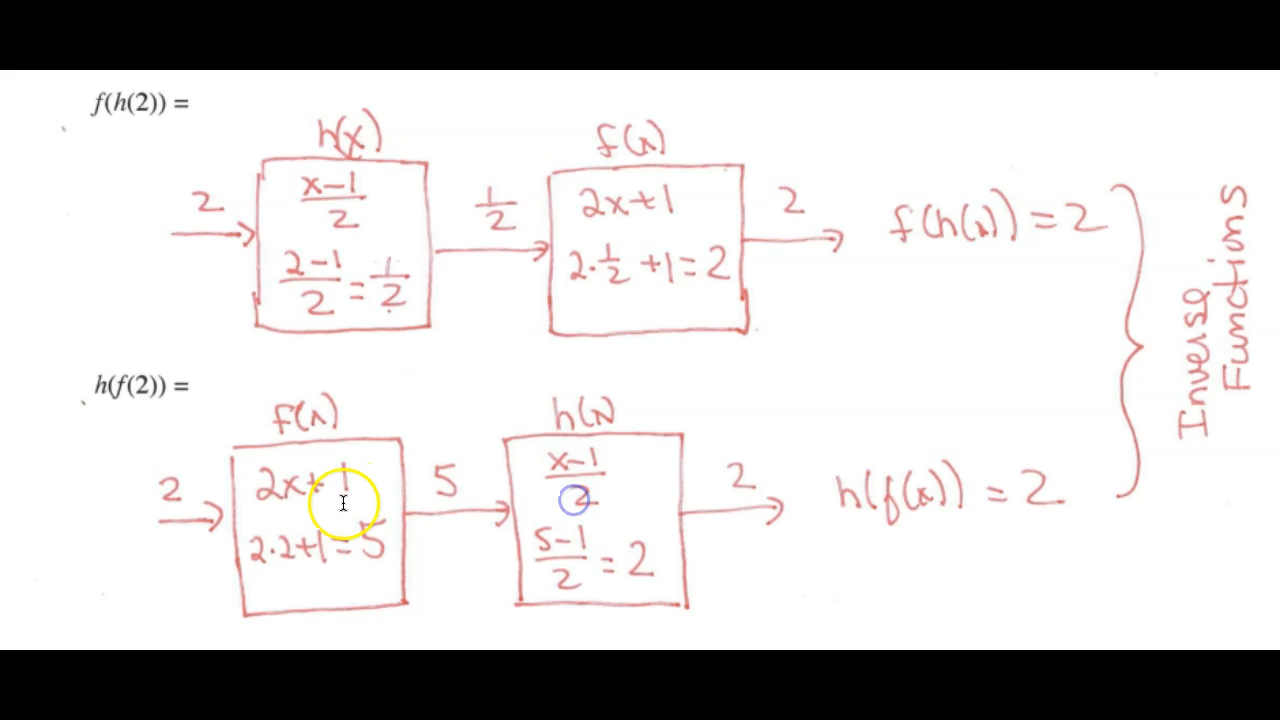 f(h(2)) =
h(x)
f(x)
x-1
2
2x+1
2
1
2
2
f(h(x)) = 2
2-1
2
= 1
2
2·1
2
+1=2
Inverse
Functions
h(f(2)) =
f(x)
h(x)
2
2x+1
5
x-1
2
2
h(f(x)) = 2
2·2+1=5
5-1
2
= 2